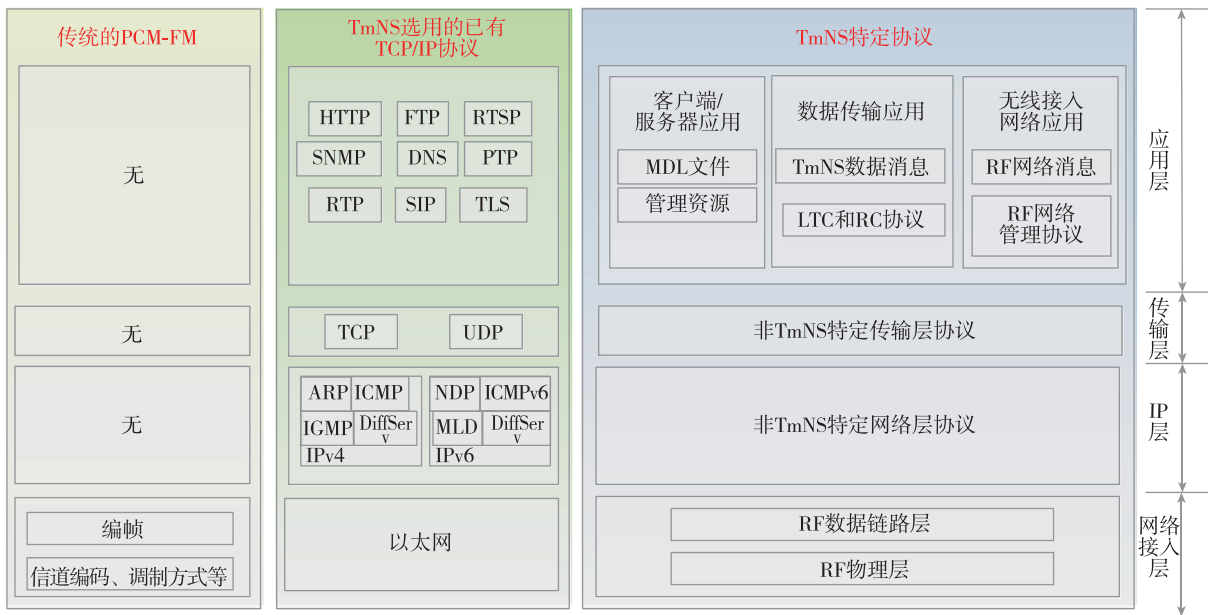 传统的PCM-FM
无
无
无
编帧
信道编码、调制方式等
TmNS选用的已有
TCP/IP协议
HTTP
FTP
RTSP
SNMP
DNS
PTP
RTP
SIP
TLS
TCP
UDP
ARP
ICMP
IGMP
DiffSer
v
IPv4
NDP
ICMPv6
MLD
DiffSer
v
IPv6
以太网
TmNS特定协议
客户端/
服务器应用
MDL文件
管理资源
数据传输应用
TmNS数据消息
LTC和RC协议
无线接入
网络应用
RF网络消息
RF网络
管理协议
非TmNS特定传输层协议
非TmNS特定网络层协议
RF数据链路层
RF物理层
应
用
层
传
输
层
IP
层
网络
接入
层